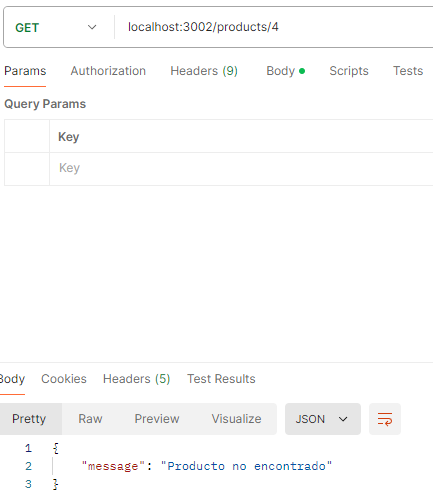 GET localhost:3002/products/4
Params Authorization Headers (9) Body Scripts Tests
Query Params
Key
Key
Body Cookies Headers (5) Test Results
Pretty Raw Preview Visualize JSON
1 {
2 "message": "Producto no encontrado"
3 }